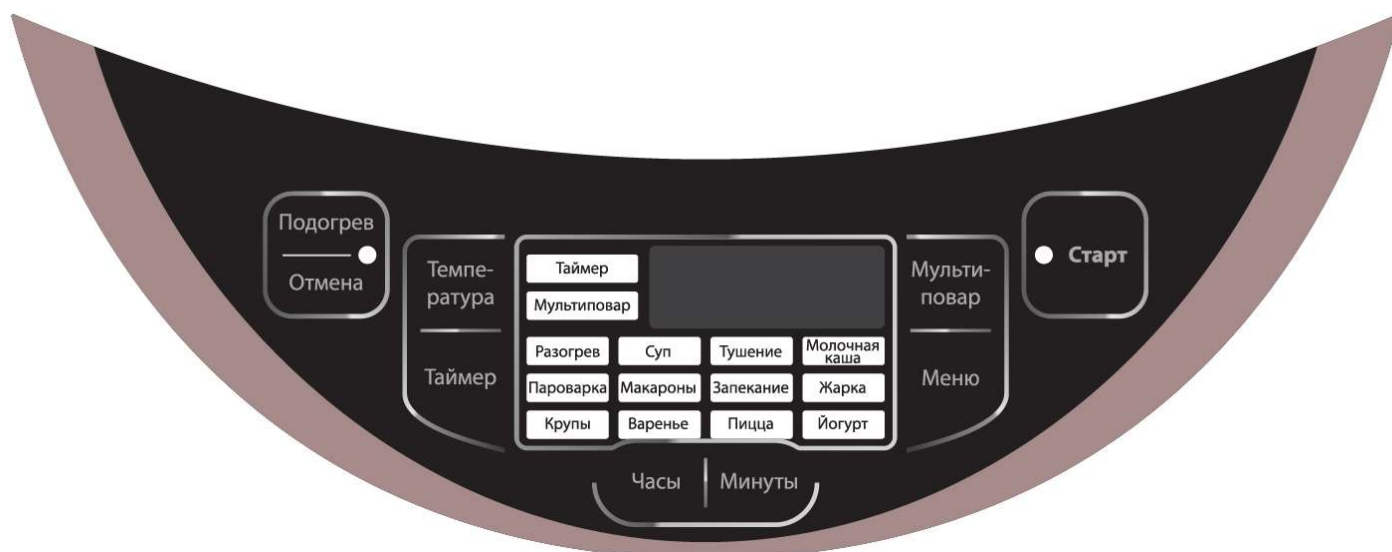 Подогрев
Отмена
Темпе-
ратура
Таймер
Таймер
Мультиповар
Разогрев Суп Тушение Молочная
каша
Пароварка Макароны Запекание Жарка
Крупы Варенье Пицца Йогурт
Мульти-
повар
Меню
Старт
Часы Минуты